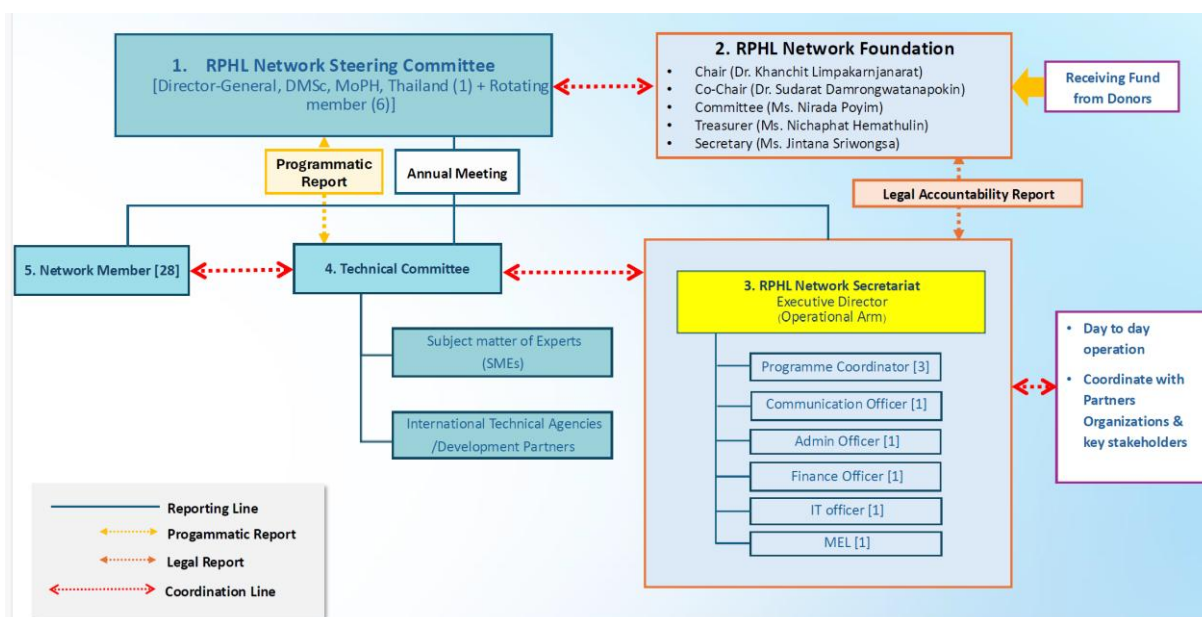 1. RPHL Network Steering Committee
[Director-General, DMSc, MoPH, Thailand (1) + Rotating
member (6)]
2. RPHL Network Foundation
• Chair (Dr. Khanchit Limpakarnjanarat)
• Co-Chair (Dr. Sudarat Damrongwatanapokin)
• Committee (Ms. Nirada Poyim)
• Treasurer (Ms. Nichaphat Hemathulin)
• Secretary (Ms. Jintana Sriwongsa)
Receiving Fund
from Donors
Programmatic
Report
Annual Meeting
Legal Accountability Report
5. Network Member [28]
4. Technical Committee
3. RPHL Network Secretariat
Executive Director
(Operational Arm)
Subject matter of Experts
(SMEs)
International Technical Agencies
/Development Partners
Programme Coordinator [3]
Communication Officer [1]
Admin Officer [1]
Finance Officer [1]
IT officer [1]
MEL [1]
• Day to day
operation
• Coordinate with
Partners
Organizations &
key stakeholders
Reporting Line
Progammatic Report
Legal Report
Coordination Line